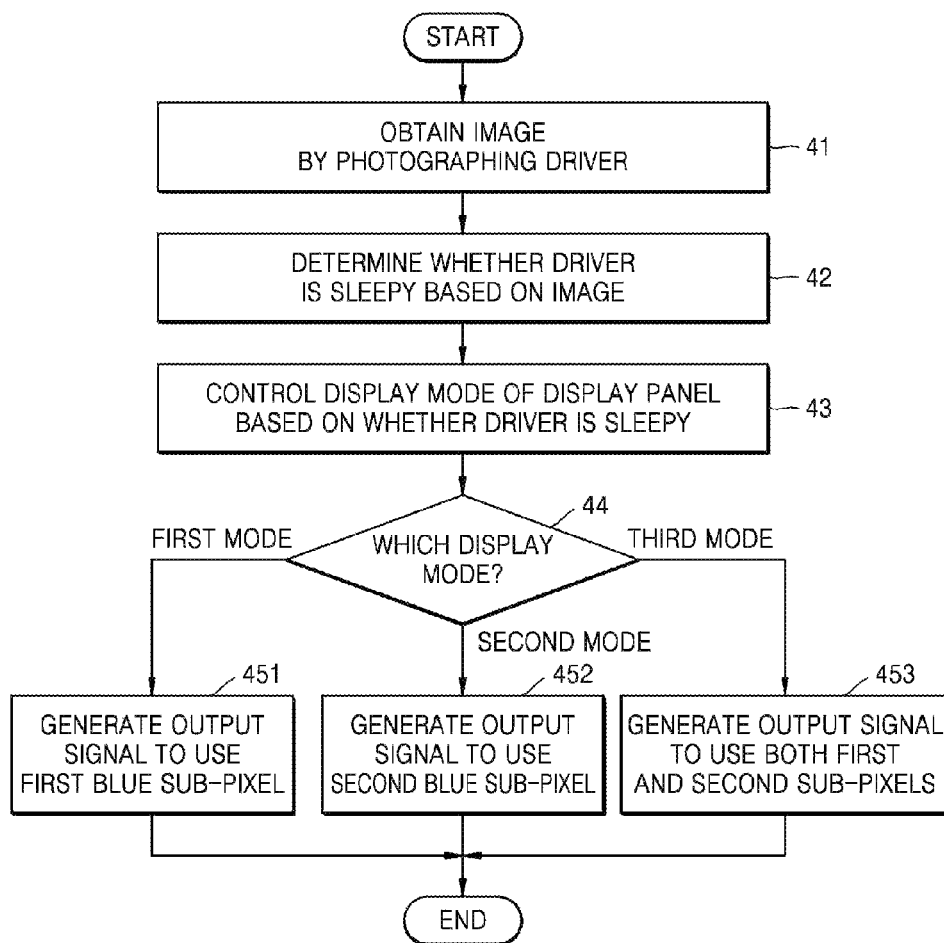 START
OBTAIN IMAGE
BY PHOTOGRAPHING DRIVER
41
DETERMINE WHETHER DRIVER
IS SLEEPY BASED ON IMAGE
42
CONTROL DISPLAY MODE OF DISPLAY PANEL
BASED ON WHETHER DRIVER IS SLEEPY
43
44
FIRST MODE
WHICH DISPLAY
MODE?
THIRD MODE
SECOND MODE
451
GENERATE OUTPUT
SIGNAL TO USE
FIRST BLUE SUB-PIXEL
452
GENERATE OUTPUT
SIGNAL TO USE
SECOND BLUE SUB-PIXEL
453
GENERATE OUTPUT SIGNAL
TO USE BOTH FIRST
AND SECOND SUB-PIXELS
END